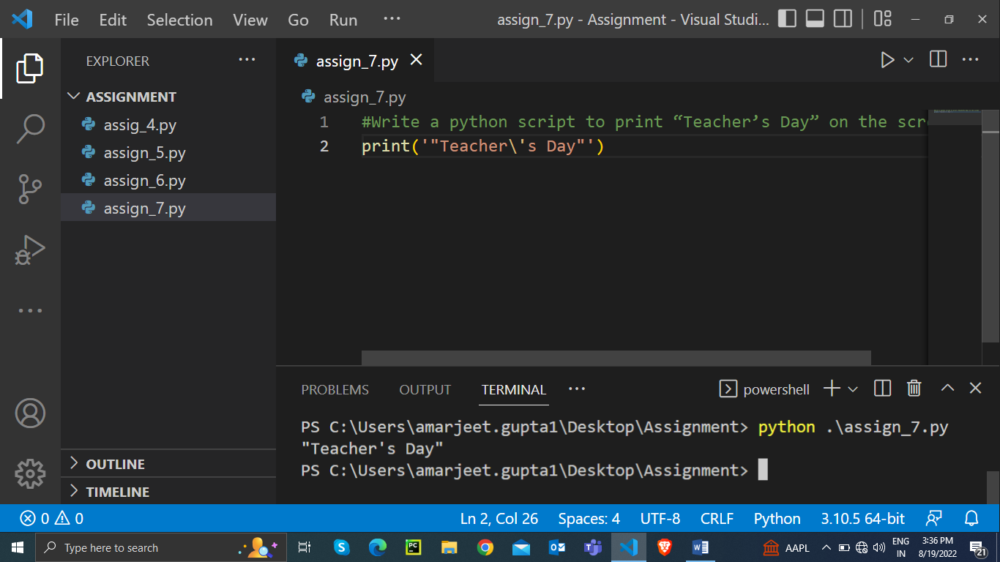 File Edit Selection View Go Run ··· assign_7.py - Assignment - Visual Studi...
EXPLORER ···
assign_7.py
ASSIGNMENT
assig_4.py
assign_5.py
assign_6.py
assign_7.py
assign_7.py
1 #Write a python script to print “Teacher’s Day” on the scr
2 print('"Teacher\'s Day"')
PROBLEMS OUTPUT TERMINAL ··· powershell
PS C:\Users\amarjeet.gupta1\Desktop\Assignment> python .\assign_7.py
"Teacher's Day"
PS C:\Users\amarjeet.gupta1\Desktop\Assignment>
OUTLINE
TIMELINE
0 0 Ln 2, Col 26 Spaces: 4 UTF-8 CRLF Python 3.10.5 64-bit
Type here to search
AAPL
ENG
IN
3:36 PM
8/19/2022
21